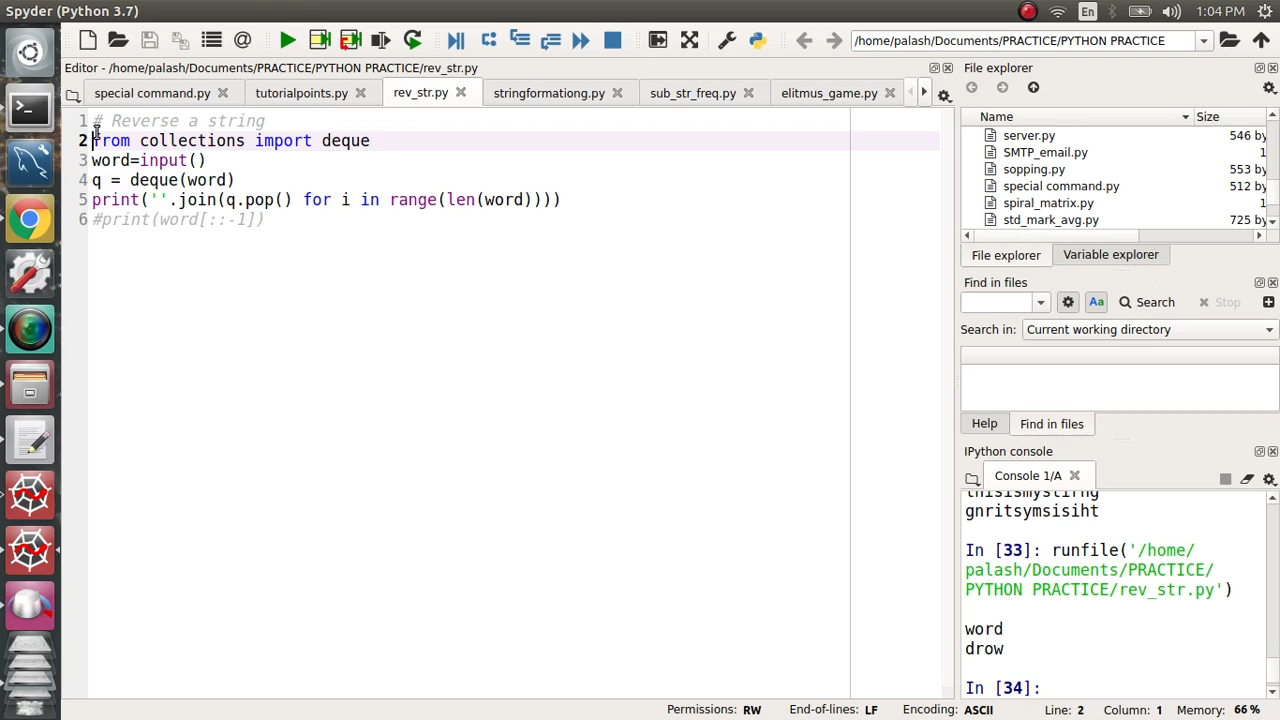 Spyder (Python 3.7)
En
1:04 PM
/home/palash/Documents/PRACTICE/PYTHON PRACTICE
Editor - /home/palash/Documents/PRACTICE/PYTHON PRACTICE/rev_str.py
special command.py
tutorialpoints.py
rev_str.py
stringformationg.py
sub_str_freq.py
elitmus_game.py
1 # Reverse a string
2 from collections import deque
3 word=input()
4 q = deque(word)
5 print(''.join(q.pop() for i in range(len(word))))
6 #print(word[::-1])
File explorer
Name Size
server.py 546 by
SMTP_email.py 1
sopping.py 553 by
special command.py 512 by
spiral_matrix.py 1
std_mark_avg.py 725 by
File explorer
Variable explorer
Find in files
Aa
Search
Stop
Search in: Current working directory
Help
Find in files
IPython console
Console 1/A
thisismystirng
gnritsymsisiht
In [33]: runfile('/home/
palash/Documents/PRACTICE/
PYTHON PRACTICE/rev_str.py')
word
drow
In [34]:
Permissions: RW
End-of-lines: LF
Encoding: ASCII
Line: 2
Column: 1
Memory: 66 %